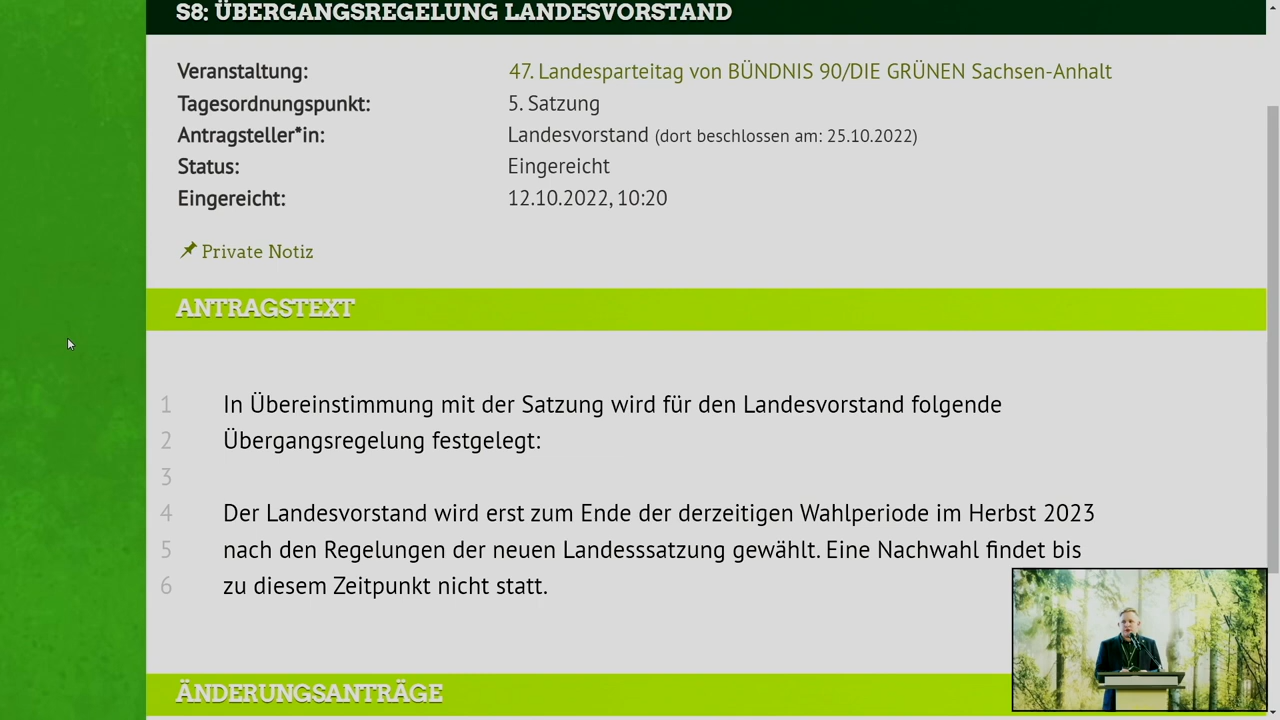 S8: ÜBERGANGSREGELUNG LANDESVORSTAND
Veranstaltung: 47. Landesparteitag von BÜNDNIS 90/DIE GRÜNEN Sachsen-Anhalt
Tagesordnungspunkt: 5. Satzung
Antragsteller*in: Landesvorstand (dort beschlossen am: 25.10.2022)
Status: Eingereicht
Eingereicht: 12.10.2022, 10:20
Private Notiz
ANTRAGSTEXT
1 In Übereinstimmung mit der Satzung wird für den Landesvorstand folgende
2 Übergangsregelung festgelegt:
3
4 Der Landesvorstand wird erst zum Ende der derzeitigen Wahlperiode im Herbst 2023
5 nach den Regelungen der neuen Landesssatzung gewählt. Eine Nachwahl findet bis
6 zu diesem Zeitpunkt nicht statt.
ÄNDERUNGSANTRÄGE